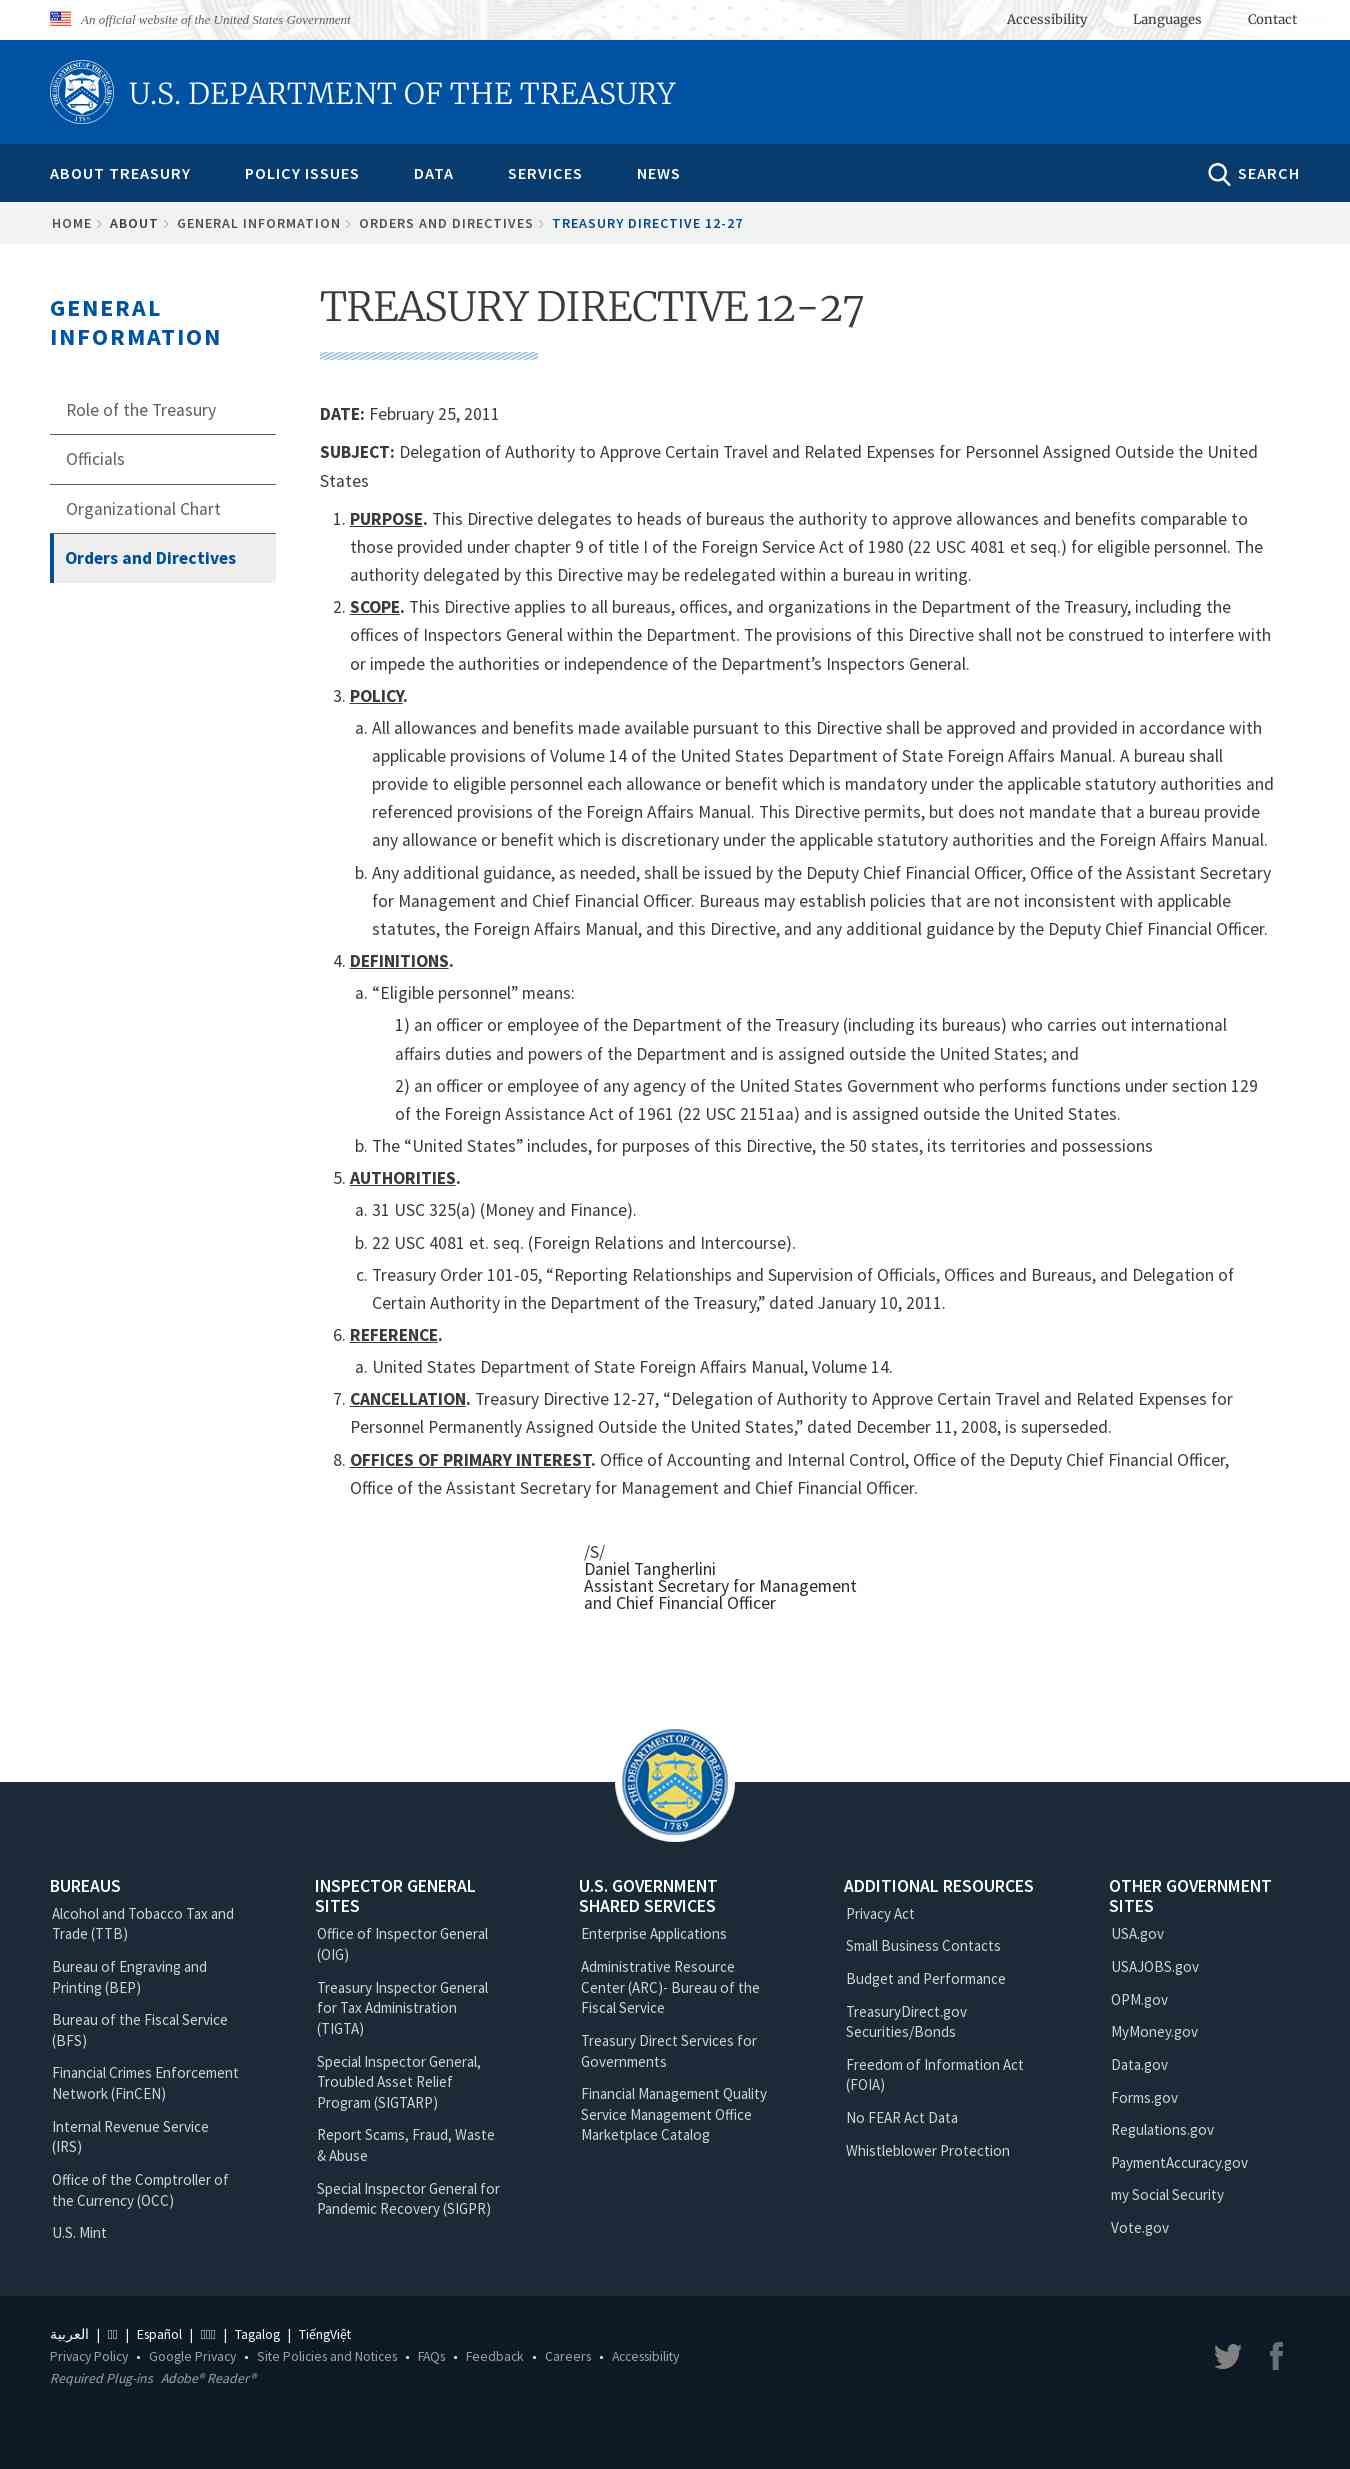 An official website of the United States Government
Accessibility Languages Contact
U.S. DEPARTMENT OF THE TREASURY
ABOUT TREASURY POLICY ISSUES DATA SERVICES NEWS SEARCH
HOME ABOUT GENERAL INFORMATION ORDERS AND DIRECTIVES TREASURY DIRECTIVE 12-27
GENERAL
INFORMATION
Role of the Treasury
Officials
Organizational Chart
Orders and Directives
TREASURY DIRECTIVE 12-27
DATE: February 25, 2011
SUBJECT: Delegation of Authority to Approve Certain Travel and Related Expenses for Personnel Assigned Outside the United
States
1. PURPOSE. This Directive delegates to heads of bureaus the authority to approve allowances and benefits comparable to
those provided under chapter 9 of title I of the Foreign Service Act of 1980 (22 USC 4081 et seq.) for eligible personnel. The
authority delegated by this Directive may be redelegated within a bureau in writing.
2. SCOPE. This Directive applies to all bureaus, offices, and organizations in the Department of the Treasury, including the
offices of Inspectors General within the Department. The provisions of this Directive shall not be construed to interfere with
or impede the authorities or independence of the Department’s Inspectors General.
3. POLICY.
a. All allowances and benefits made available pursuant to this Directive shall be approved and provided in accordance with
applicable provisions of Volume 14 of the United States Department of State Foreign Affairs Manual. A bureau shall
provide to eligible personnel each allowance or benefit which is mandatory under the applicable statutory authorities and
referenced provisions of the Foreign Affairs Manual. This Directive permits, but does not mandate that a bureau provide
any allowance or benefit which is discretionary under the applicable statutory authorities and the Foreign Affairs Manual.
b. Any additional guidance, as needed, shall be issued by the Deputy Chief Financial Officer, Office of the Assistant Secretary
for Management and Chief Financial Officer. Bureaus may establish policies that are not inconsistent with applicable
statutes, the Foreign Affairs Manual, and this Directive, and any additional guidance by the Deputy Chief Financial Officer.
4. DEFINITIONS.
a. “Eligible personnel” means:
1) an officer or employee of the Department of the Treasury (including its bureaus) who carries out international
affairs duties and powers of the Department and is assigned outside the United States; and
2) an officer or employee of any agency of the United States Government who performs functions under section 129
of the Foreign Assistance Act of 1961 (22 USC 2151aa) and is assigned outside the United States.
b. The “United States” includes, for purposes of this Directive, the 50 states, its territories and possessions
5. AUTHORITIES.
a. 31 USC 325(a) (Money and Finance).
b. 22 USC 4081 et. seq. (Foreign Relations and Intercourse).
c. Treasury Order 101-05, “Reporting Relationships and Supervision of Officials, Offices and Bureaus, and Delegation of
Certain Authority in the Department of the Treasury,” dated January 10, 2011.
6. REFERENCE.
a. United States Department of State Foreign Affairs Manual, Volume 14.
7. CANCELLATION. Treasury Directive 12-27, “Delegation of Authority to Approve Certain Travel and Related Expenses for
Personnel Permanently Assigned Outside the United States,” dated December 11, 2008, is superseded.
8. OFFICES OF PRIMARY INTEREST. Office of Accounting and Internal Control, Office of the Deputy Chief Financial Officer,
Office of the Assistant Secretary for Management and Chief Financial Officer.
/S/
Daniel Tangherlini
Assistant Secretary for Management
and Chief Financial Officer
THE DEPARTMENT OF THE TREASURY
1789
BUREAUS
Alcohol and Tobacco Tax and
Trade (TTB)
Bureau of Engraving and
Printing (BEP)
Bureau of the Fiscal Service
(BFS)
Financial Crimes Enforcement
Network (FinCEN)
Internal Revenue Service
(IRS)
Office of the Comptroller of
the Currency (OCC)
U.S. Mint
INSPECTOR GENERAL
SITES
Office of Inspector General
(OIG)
Treasury Inspector General
for Tax Administration
(TIGTA)
Special Inspector General,
Troubled Asset Relief
Program (SIGTARP)
Report Scams, Fraud, Waste
& Abuse
Special Inspector General for
Pandemic Recovery (SIGPR)
U.S. GOVERNMENT
SHARED SERVICES
Enterprise Applications
Administrative Resource
Center (ARC)- Bureau of the
Fiscal Service
Treasury Direct Services for
Governments
Financial Management Quality
Service Management Office
Marketplace Catalog
ADDITIONAL RESOURCES
Privacy Act
Small Business Contacts
Budget and Performance
TreasuryDirect.gov
Securities/Bonds
Freedom of Information Act
(FOIA)
No FEAR Act Data
Whistleblower Protection
OTHER GOVERNMENT
SITES
USA.gov
USAJOBS.gov
OPM.gov
MyMoney.gov
Data.gov
Forms.gov
Regulations.gov
PaymentAccuracy.gov
my Social Security
Vote.gov
العربية | | Español | | Tagalog | TiếngViệt
Privacy Policy • Google Privacy • Site Policies and Notices • FAQs • Feedback • Careers • Accessibility
Required Plug-ins Adobe® Reader®